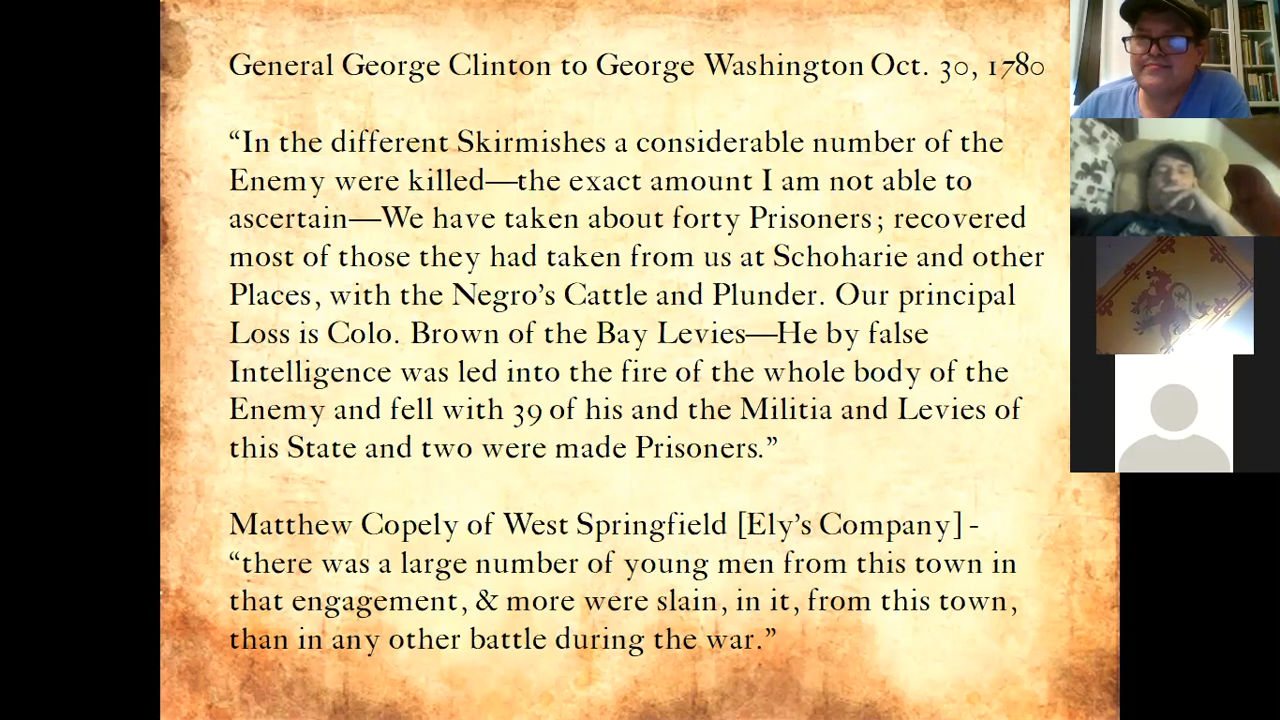 General George Clinton to George Washington Oct. 30, 1780
“In the different Skirmishes a considerable number of the
Enemy were killed—the exact amount I am not able to
ascertain—We have taken about forty Prisoners; recovered
most of those they had taken from us at Schoharie and other
Places, with the Negro’s Cattle and Plunder. Our principal
Loss is Colo. Brown of the Bay Levies—He by false
Intelligence was led into the fire of the whole body of the
Enemy and fell with 39 of his and the Militia and Levies of
this State and two were made Prisoners.”
Matthew Copely of West Springfield [Ely’s Company] -
“there was a large number of young men from this town in
that engagement, & more were slain, in it, from this town,
than in any other battle during the war.”